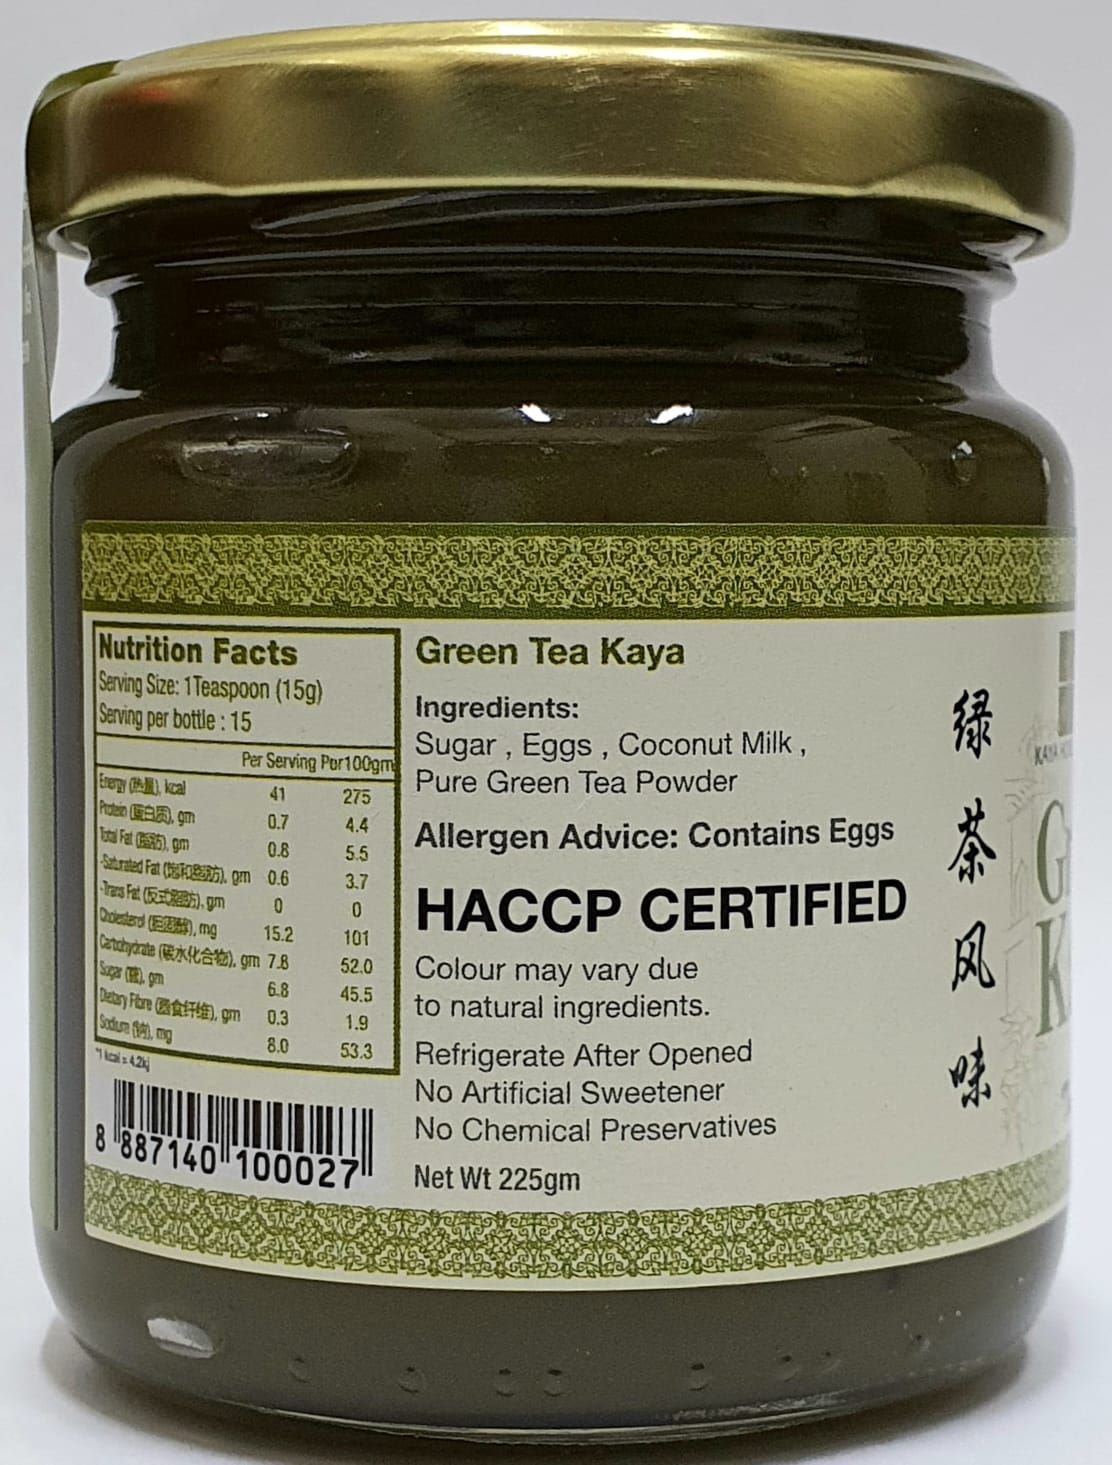 Nutrition Facts
Serving Size: 1Teaspoon (15g)
Serving per bottle : 15
Per Serving Per100gm
Energy (热量), kcal 41 275
Protein (蛋白质), gm 0.7 4.4
Total Fat (脂肪), gm 0.8 5.5
-Saturated Fat (饱和脂肪), gm 0.6 3.7
-Trans Fat (反式脂肪), gm 0 0
Cholesterol (胆固醇), mg 15.2 101
Carbohydrate (碳水化合物), gm 7.8 52.0
Sugar (糖), gm 6.8 45.5
Dietary Fibre (膳食纤维), gm 0.3 1.9
Sodium (钠), mg 8.0 53.3
*1 kcal = 4.2kj
8 887140 100027
Green Tea Kaya
Ingredients:
Sugar , Eggs , Coconut Milk ,
Pure Green Tea Powder
Allergen Advice: Contains Eggs
HACCP CERTIFIED
Colour may vary due
to natural ingredients.
Refrigerate After Opened
No Artificial Sweetener
No Chemical Preservatives
Net Wt 225gm
绿茶风味
KAYA